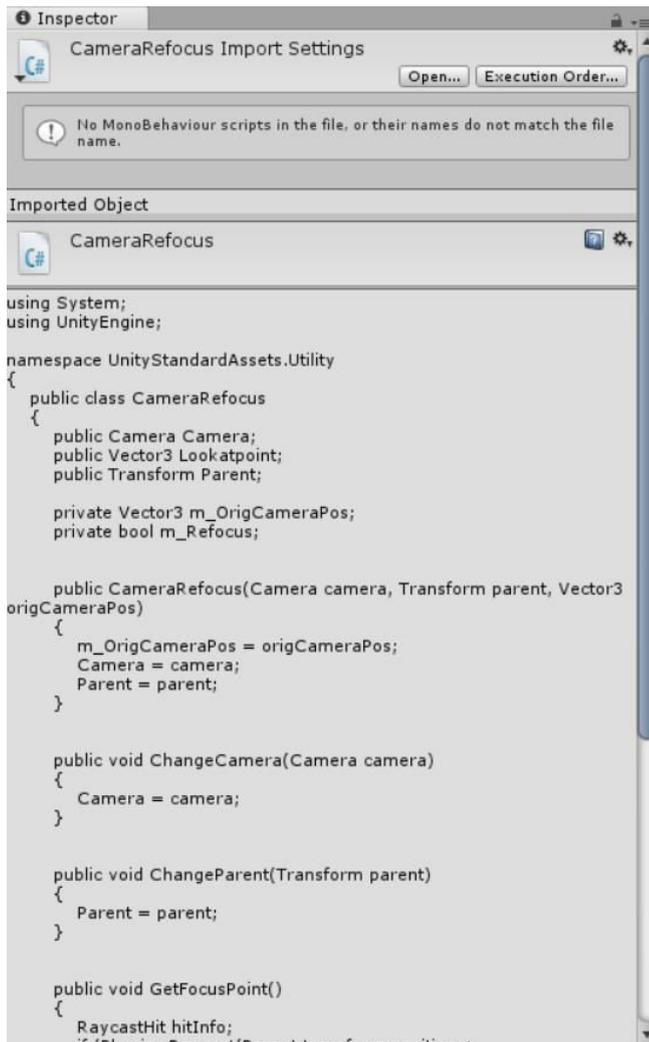 Inspector
CameraRefocus Import Settings
Open...
Execution Order...
No MonoBehaviour scripts in the file, or their names do not match the file
name.
Imported Object
CameraRefocus
using System;
using UnityEngine;
namespace UnityStandardAssets.Utility
{
public class CameraRefocus
{
public Camera Camera;
public Vector3 Lookatpoint;
public Transform Parent;
private Vector3 m_OrigCameraPos;
private bool m_Refocus;
public CameraRefocus(Camera camera, Transform parent, Vector3
origCameraPos)
{
m_OrigCameraPos = origCameraPos;
Camera = camera;
Parent = parent;
}
public void ChangeCamera(Camera camera)
{
Camera = camera;
}
public void ChangeParent(Transform parent)
{
Parent = parent;
}
public void GetFocusPoint()
{
RaycastHit hitInfo;